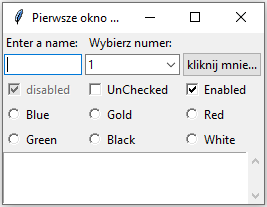 Pierwsze okno ...
Enter a name: Wybierz numer:
1 kliknij mnie...
disabled UnChecked Enabled
Blue Gold Red
Green Black White